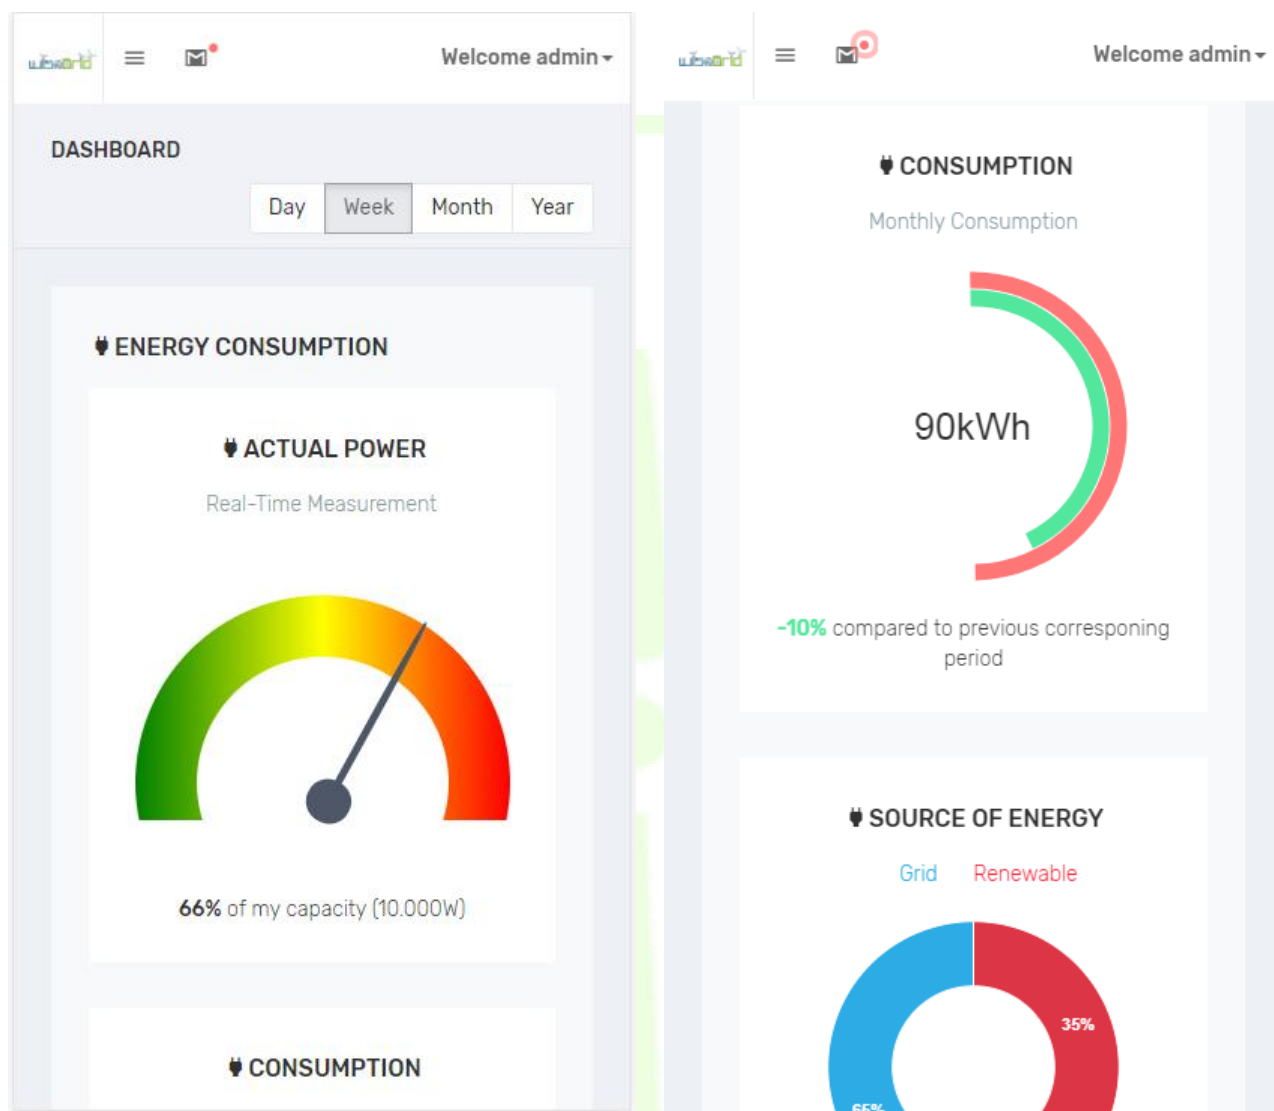 Welcome admin
DASHBOARD
Day Week Month Year
ENERGY CONSUMPTION
ACTUAL POWER
Real-Time Measurement
66% of my capacity (10.000W)
CONSUMPTION
Welcome admin
CONSUMPTION
Monthly Consumption
90kWh
-10% compared to previous corresponing
period
SOURCE OF ENERGY
Grid Renewable
35%
65%